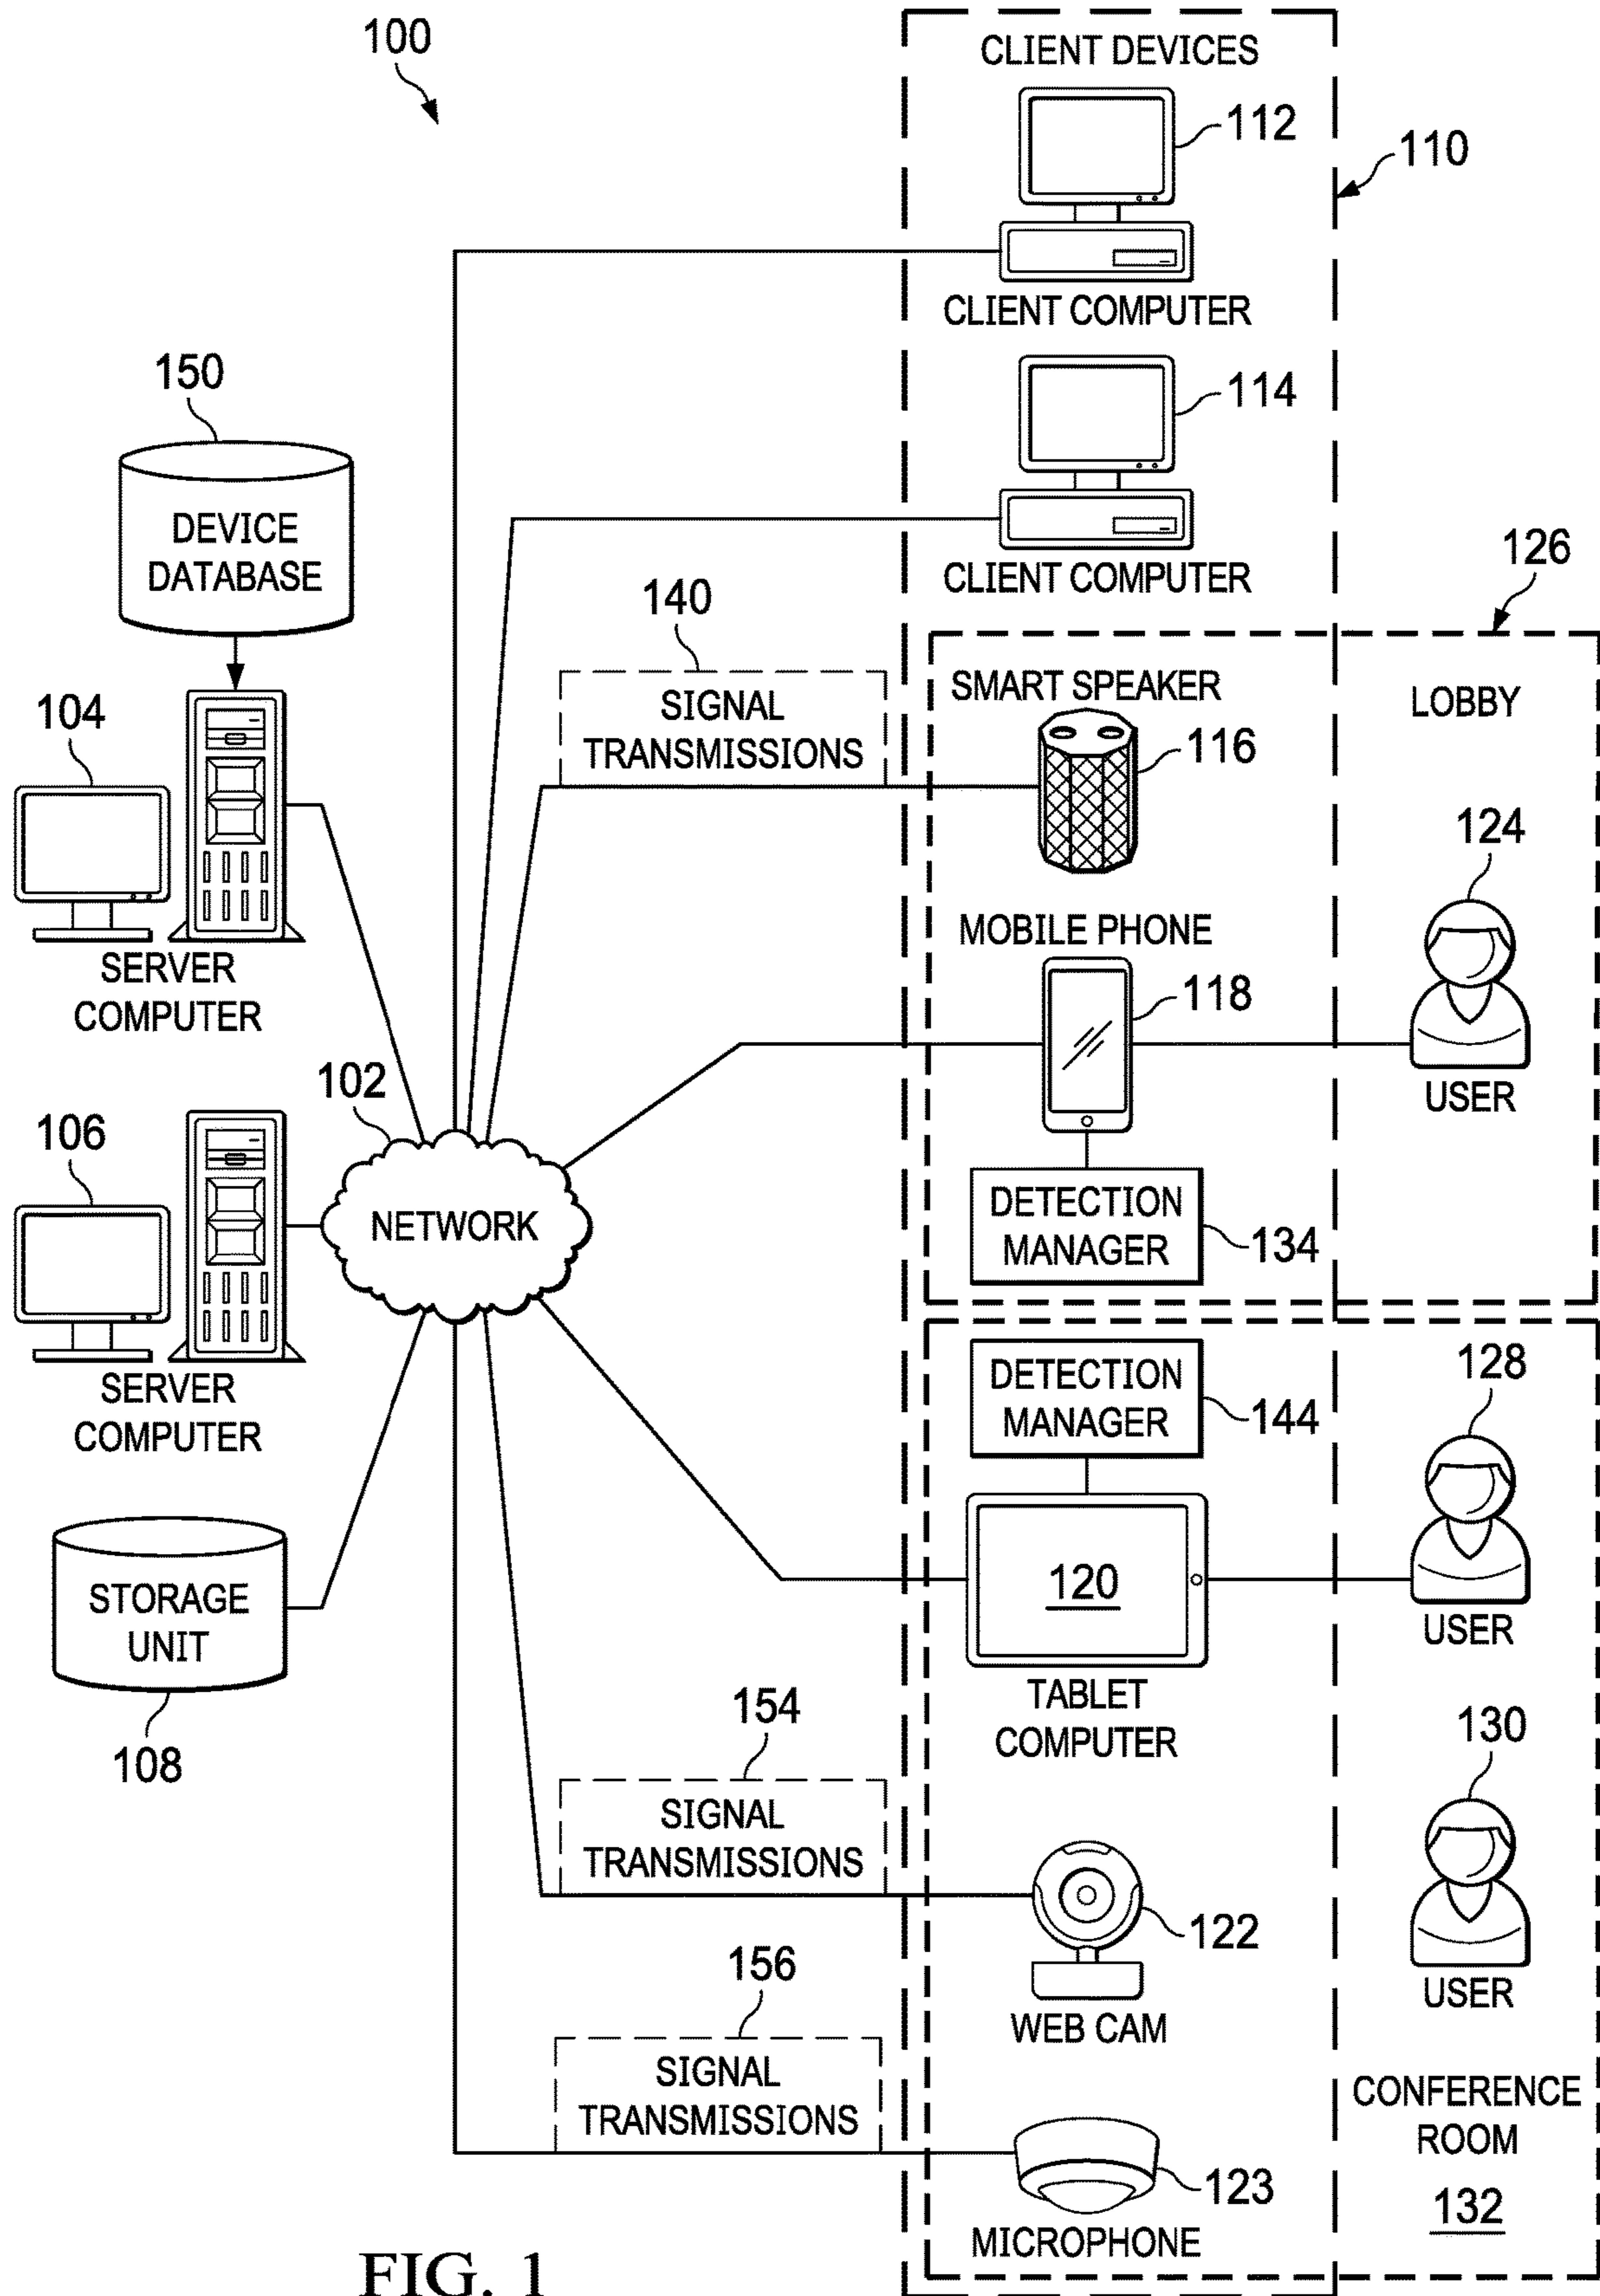 100
CLIENT DEVICES
112
110
CLIENT COMPUTER
150
114
DEVICE
DATABASE
CLIENT COMPUTER
126
140
SIGNAL
TRANSMISSIONS
SMART SPEAKER
LOBBY
104
116
124
MOBILE PHONE
SERVER
COMPUTER
118
102
USER
106
NETWORK
DETECTION
MANAGER
134
SERVER
COMPUTER
DETECTION
MANAGER
144
128
STORAGE
UNIT
120
USER
108
TABLET
COMPUTER
154
130
SIGNAL
TRANSMISSIONS
122
156
USER
WEB CAM
SIGNAL
TRANSMISSIONS
CONFERENCE
ROOM
123
132
MICROPHONE
FIG. 1